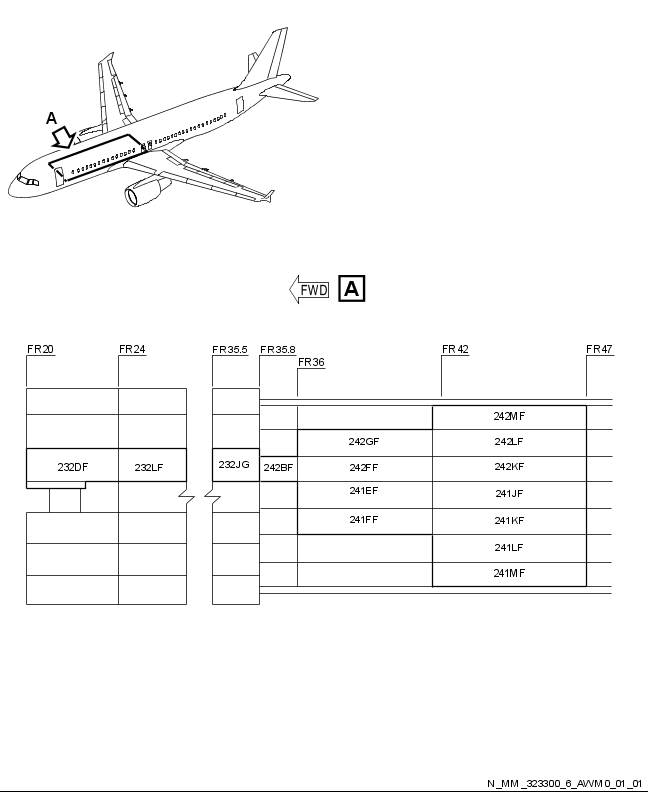 A
FWD A
FR20 FR24 FR35.5 FR35.8 FR42 FR47
FR36
242MF
242GF 242LF
232DF 232LF 232JG 242BF 242FF 242KF
241EF 241JF
241FF 241KF
241LF
241MF
N_MM_323300_6_AVM0_01_01